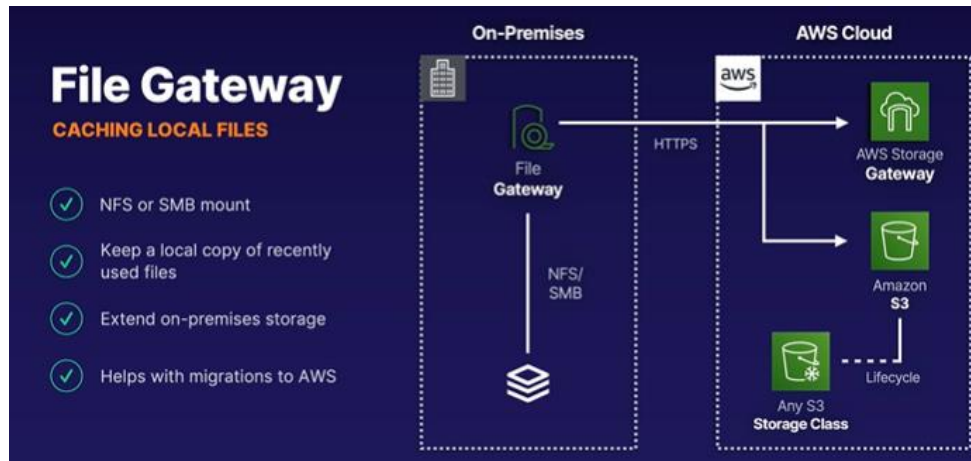 File Gateway
CACHING LOCAL FILES
NFS or SMB mount
Keep a local copy of recently
used files
Extend on-premises storage
Helps with migrations to AWS
On-Premises
File
Gateway
NFS/
SMB
HTTPS
AWS Cloud
aws
AWS Storage
Gateway
Amazon
S3
Lifecycle
Any S3
Storage Class